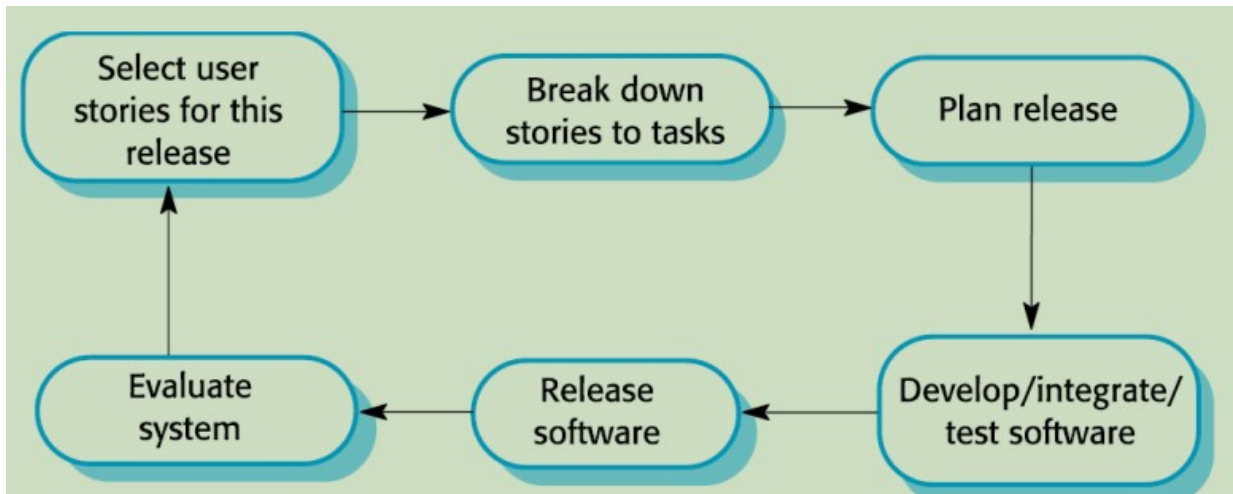 Select user
stories for this
release
Break down
stories to tasks
Plan release
Evaluate
system
Release
software
Develop/integrate/
test software